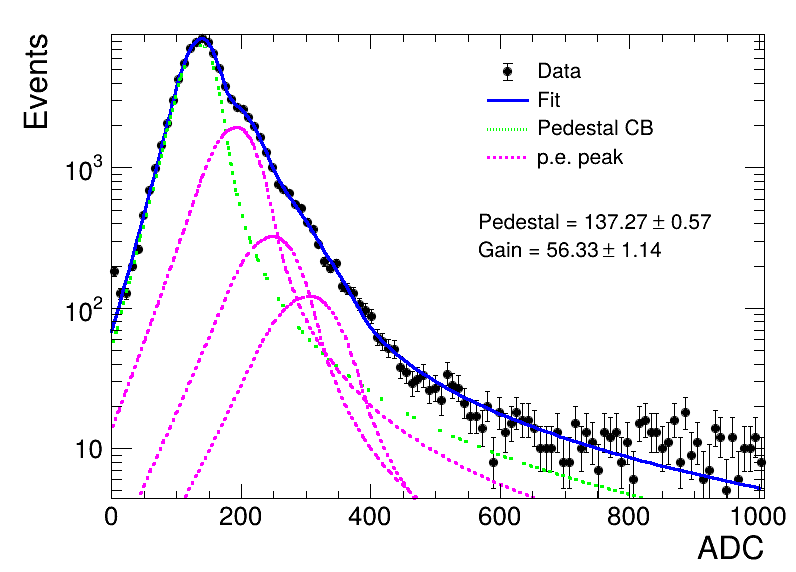 Events
Data
Fit
Pedestal CB
p.e. peak
Pedestal = 137.27 ± 0.57
Gain = 56.33 ± 1.14
10³
10²
10
0 200 400 600 800 1000
ADC